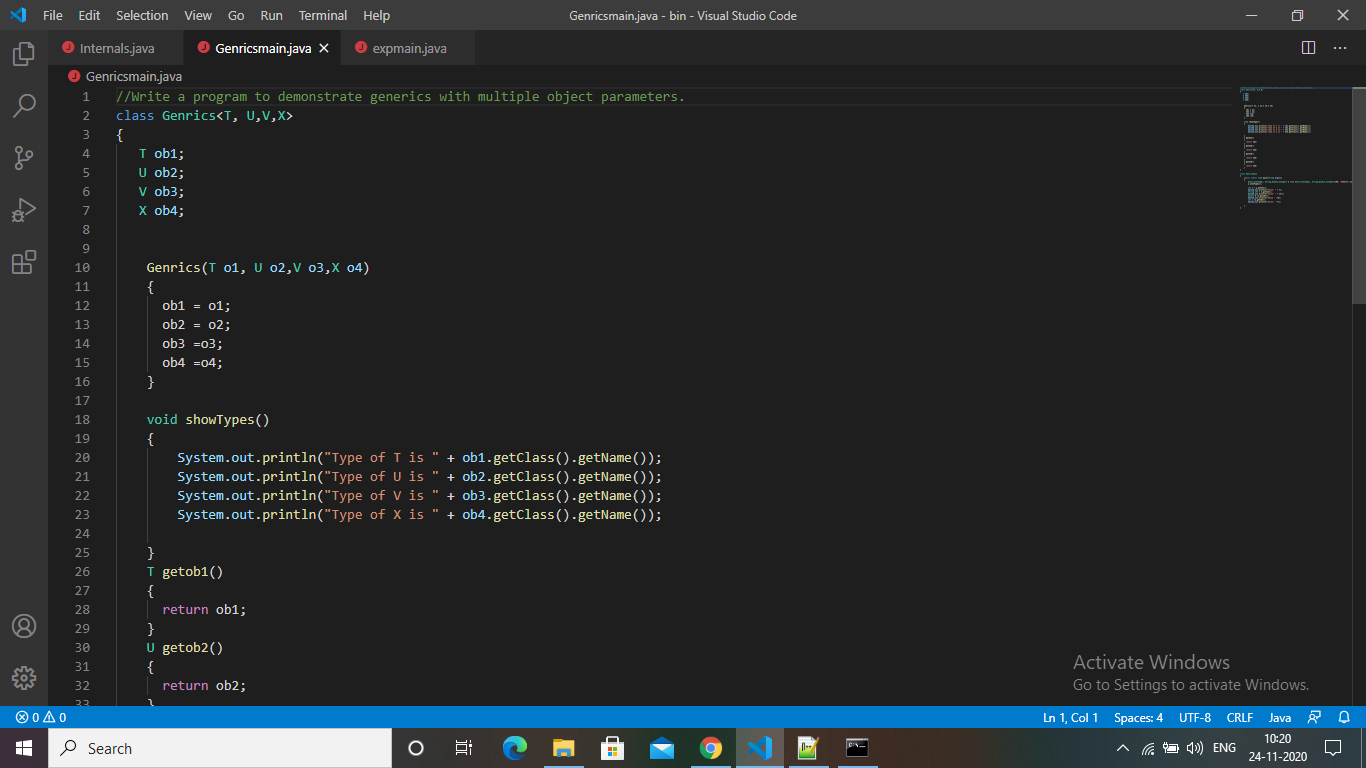 File Edit Selection View Go Run Terminal Help Genricsmain.java - bin - Visual Studio Code
Internals.java Genricsmain.java expmain.java
Genricsmain.java
1 //Write a program to demonstrate generics with multiple object parameters.
2 class Genrics<T, U,V,X>
3 {
4 T ob1;
5 U ob2;
6 V ob3;
7 X ob4;
8
9
10 Genrics(T o1, U o2,V o3,X o4)
11 {
12 ob1 = o1;
13 ob2 = o2;
14 ob3 =o3;
15 ob4 =o4;
16 }
17
18 void showTypes()
19 {
20 System.out.println("Type of T is " + ob1.getClass().getName());
21 System.out.println("Type of U is " + ob2.getClass().getName());
22 System.out.println("Type of V is " + ob3.getClass().getName());
23 System.out.println("Type of X is " + ob4.getClass().getName());
24
25 }
26 T getob1()
27 {
28 return ob1;
29 }
30 U getob2()
31 {
32 return ob2;
33 }
Activate Windows
Go to Settings to activate Windows.
0 0 Ln 1, Col 1 Spaces: 4 UTF-8 CRLF Java
Search ENG 10:20
24-11-2020